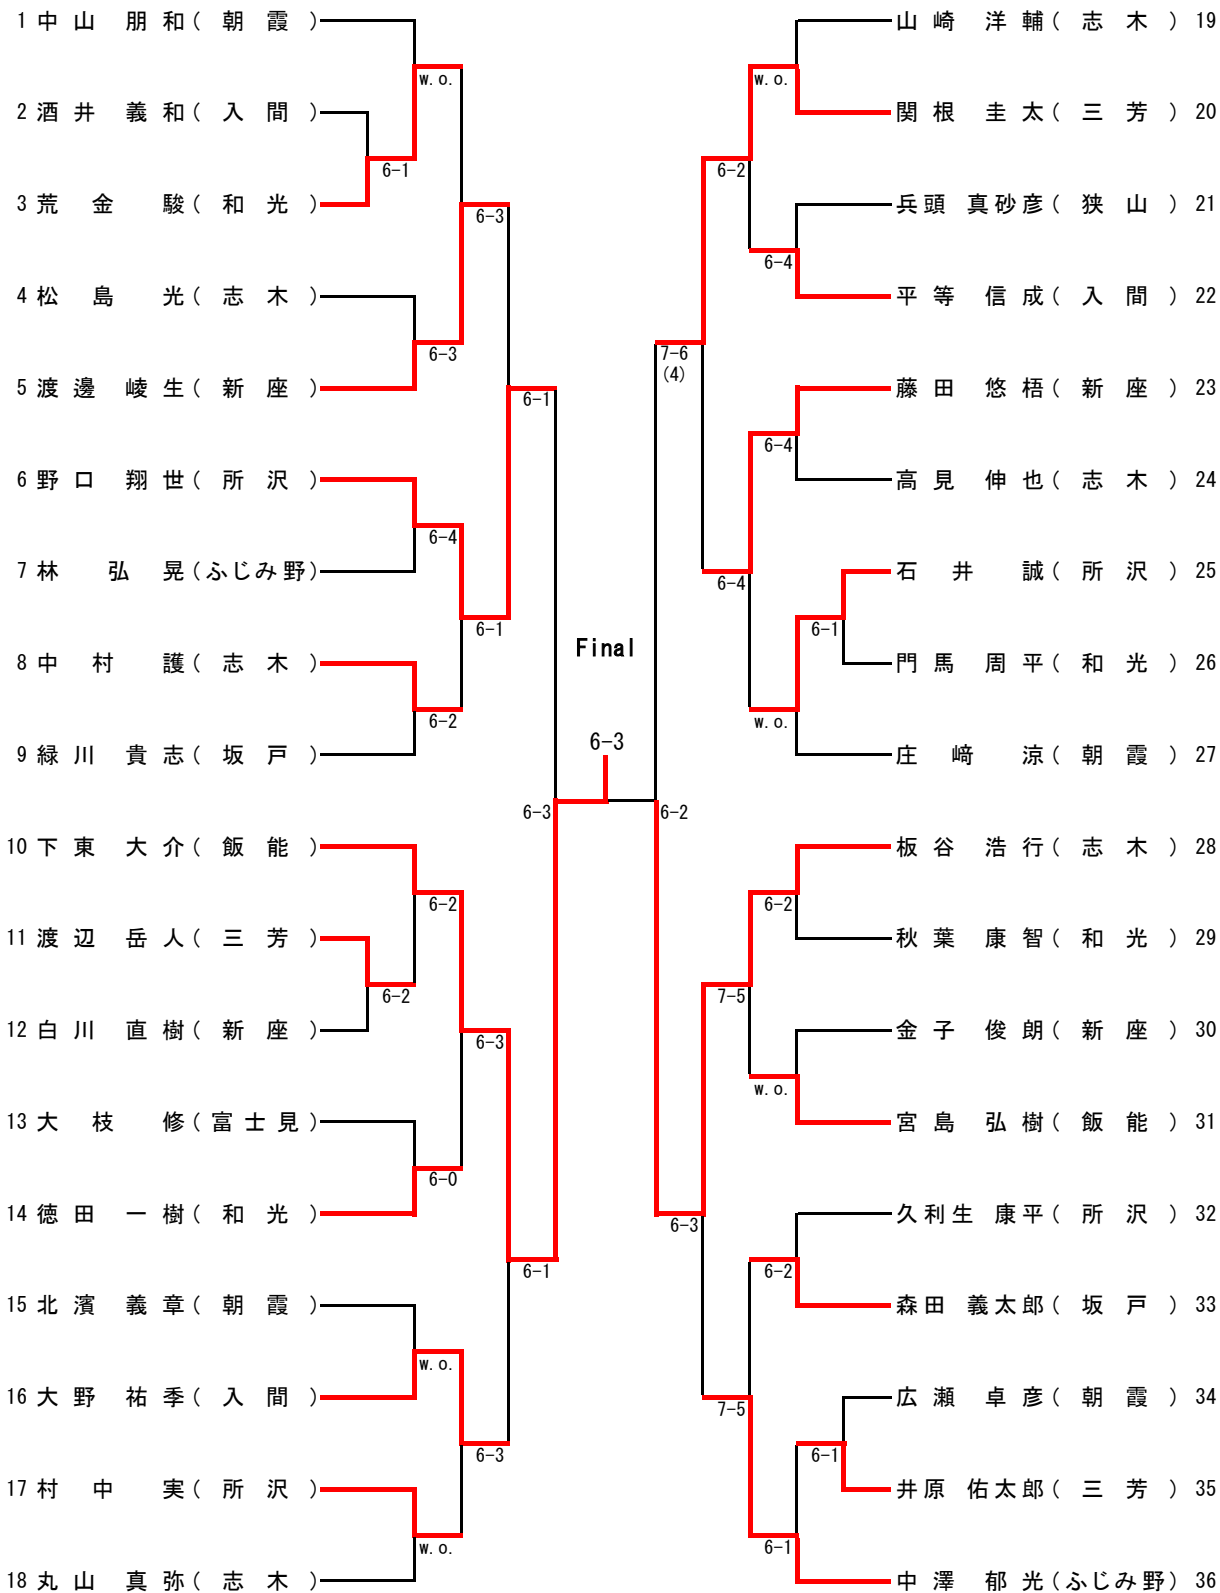 1 中山 朋和 ( 朝霞 )
w.o.
2 酒井 義和 ( 入間 )
6-1
3 荒金 駿 ( 和光 )
6-3
4 松島 光 ( 志木 )
6-3
5 渡邊 崚生 ( 新座 )
6-1
6 野口 翔世 ( 所沢 )
6-4
7 林 弘晃 (ふじみ野)
6-1
8 中村 護 ( 志木 )
6-2
9 緑川 貴志 ( 坂戸 )
6-3
10 下東 大介 ( 飯能 )
6-2
11 渡辺 岳人 ( 三芳 )
6-2
12 白川 直樹 ( 新座 )
6-3
13 大枝 修 (富士見)
6-0
14 徳田 一樹 ( 和光 )
6-1
15 北濱 義章 ( 朝霞 )
w.o.
16 大野 祐季 ( 入間 )
6-3
17 村中 実 ( 所沢 )
w.o.
18 丸山 真弥 ( 志木 )
Final
6-3
山崎 洋輔 ( 志木 ) 19
w.o.
関根 圭太 ( 三芳 ) 20
6-2
兵頭 真砂彦 ( 狭山 ) 21
6-4
平等 信成 ( 入間 ) 22
7-6
(4)
藤田 悠梧 ( 新座 ) 23
6-4
高見 伸也 ( 志木 ) 24
石井 誠 ( 所沢 ) 25
6-4
6-1
門馬 周平 ( 和光 ) 26
w.o.
庄﨑 涼 ( 朝霞 ) 27
6-2
板谷 浩行 ( 志木 ) 28
6-2
秋葉 康智 ( 和光 ) 29
7-5
金子 俊朗 ( 新座 ) 30
w.o.
宮島 弘樹 ( 飯能 ) 31
久利生 康平 ( 所沢 ) 32
6-3
6-2
森田 義太郎 ( 坂戸 ) 33
広瀬 卓彦 ( 朝霞 ) 34
7-5
6-1
井原 佑太郎 ( 三芳 ) 35
6-1
中澤 郁光 (ふじみ野) 36